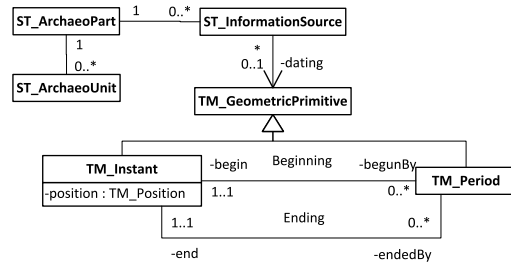 ST_ArchaeoPart
1
0..*
ST_InformationSource
1
0..*
ST_ArchaeoUnit
*
0..1
-dating
TM_GeometricPrimitive
TM_Instant
-position : TM_Position
-begin
Beginning
-begunBy
1..1
0..*
TM_Period
1..1
Ending
0..*
-end
-endedBy